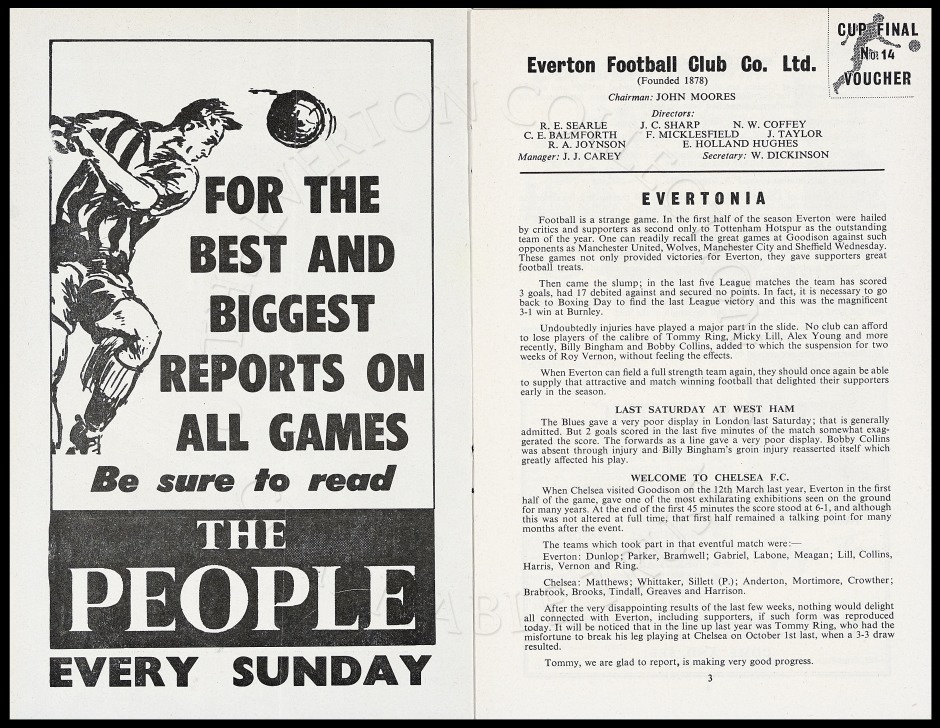 FOR THE
BEST AND
BIGGEST
REPORTS ON
ALL GAMES
Be sure to read
THE
PEOPLE
EVERY SUNDAY
CUP FINAL
No. 14
VOUCHER
Everton Football Club Co. Ltd.
(Founded 1878)
Chairman: JOHN MOORES
Directors:
R. E. SEARLE J. C. SHARP N. W. COFFEY
C. E. BALMFORTH F. MICKLESFIELD J. TAYLOR
R. A. JOYNSON E. HOLLAND HUGHES
Manager: J. J. CAREY Secretary: W. DICKINSON
EVERTONIA
Football is a strange game. In the first half of the season Everton were hailed
by critics and supporters as second only to Tottenham Hotspur as the outstanding
team of the year. One can readily recall the great games at Goodison against such
opponents as Manchester United, Wolves, Manchester City and Sheffield Wednesday.
These games not only provided victories for Everton, they gave supporters great
football treats.
Then came the slump; in the last five League matches the team has scored
3 goals, had 17 debited against and secured no points. In fact, it is necessary to go
back to Boxing Day to find the last League victory and this was the magnificent
3-1 win at Burnley.
Undoubtedly injuries have played a major part in the slide. No club can afford
to lose players of the calibre of Tommy Ring, Micky Lill, Alex Young and more
recently, Billy Bingham and Bobby Collins, added to which the suspension for two
weeks of Roy Vernon, without feeling the effects.
When Everton can field a full strength team again, they should once again be able
to supply that attractive and match winning football that delighted their supporters
early in the season.
LAST SATURDAY AT WEST HAM
The Blues gave a very poor display in London last Saturday; that is generally
admitted. But 2 goals scored in the last five minutes of the match somewhat exag-
gerated the score. The forwards as a line gave a very poor display. Bobby Collins
was absent through injury and Billy Bingham's groin injury reasserted itself which
greatly affected his play.
WELCOME TO CHELSEA F.C.
When Chelsea visited Goodison on the 12th March last year, Everton in the first
half of the game, gave one of the most exhilarating exhibitions seen on the ground
for many years. At the end of the first 45 minutes the score stood at 6-1, and although
this was not altered at full time, that first half remained a talking point for many
months after the event.
The teams which took part in that eventful match were:—
Everton: Dunlop; Parker, Bramwell; Gabriel, Labone, Meagan; Lill, Collins,
Harris, Vernon and Ring.
Chelsea: Matthews; Whittaker, Sillett (P.); Anderton, Mortimore, Crowther;
Brabrook, Brooks, Tindall, Greaves and Harrison.
After the very disappointing results of the last few weeks, nothing would delight
all connected with Everton, including supporters, if such form was reproduced
today. It will be noticed that in the line up last year was Tommy Ring, who had the
misfortune to break his leg playing at Chelsea on October 1st last, when a 3-3 draw
resulted.
Tommy, we are glad to report, is making very good progress.
3